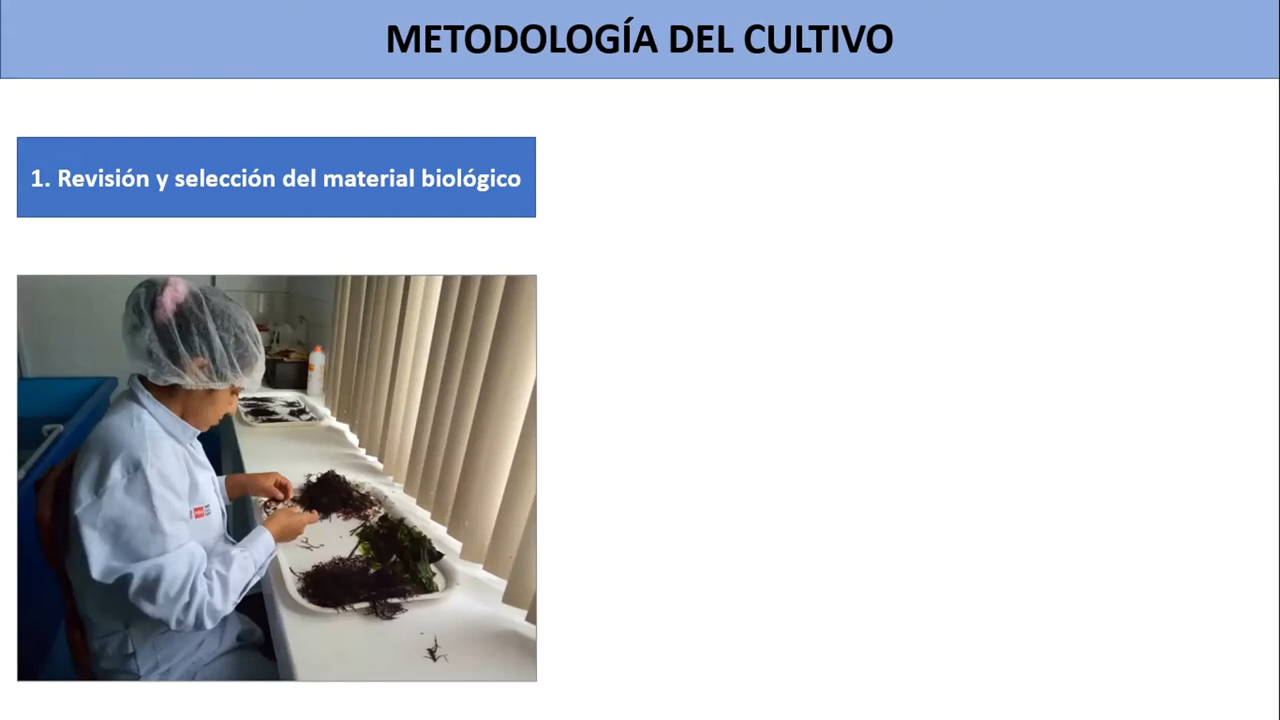 METODOLOGÍA DEL CULTIVO
1. Revisión y selección del material biológico